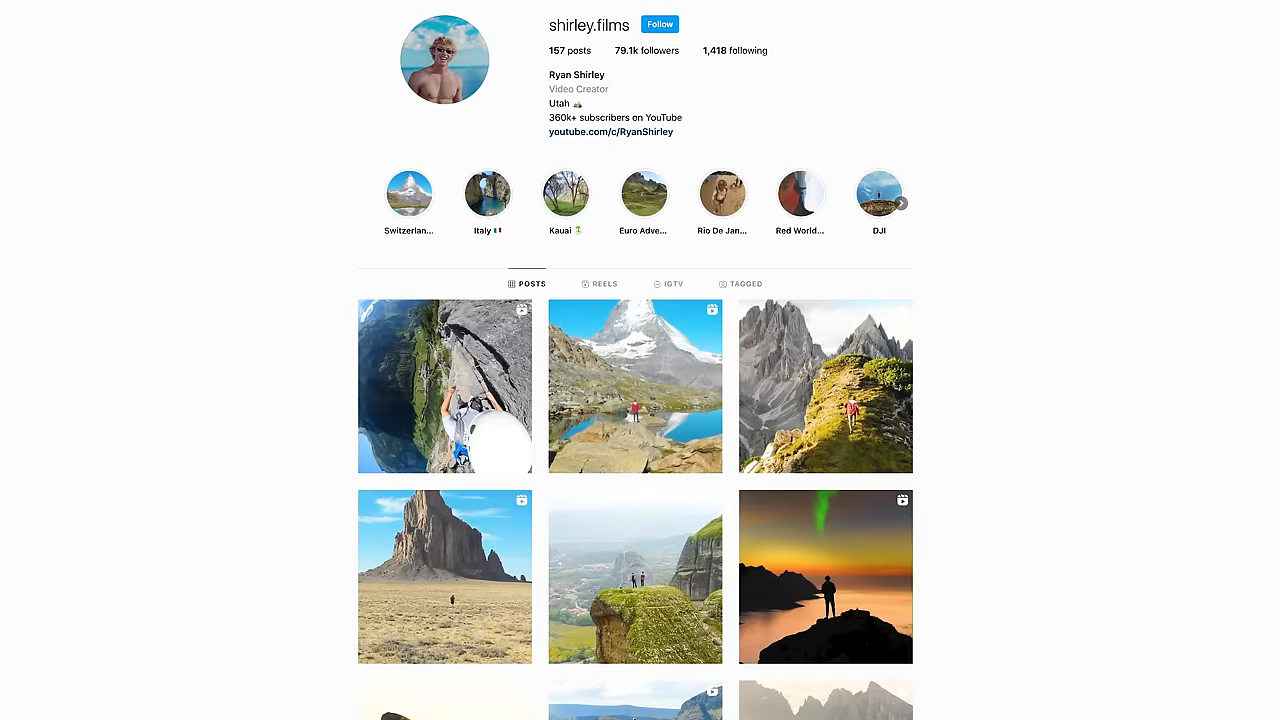 shirley.films Follow
157 posts 79.1k followers 1,418 following
Ryan Shirley
Video Creator
Utah
360k+ subscribers on YouTube
youtube.com/c/RyanShirley
Switzerlan... Italy Kauai Euro Adve... Rio De Jan... Red World... DJI
POSTS REELS IGTV TAGGED